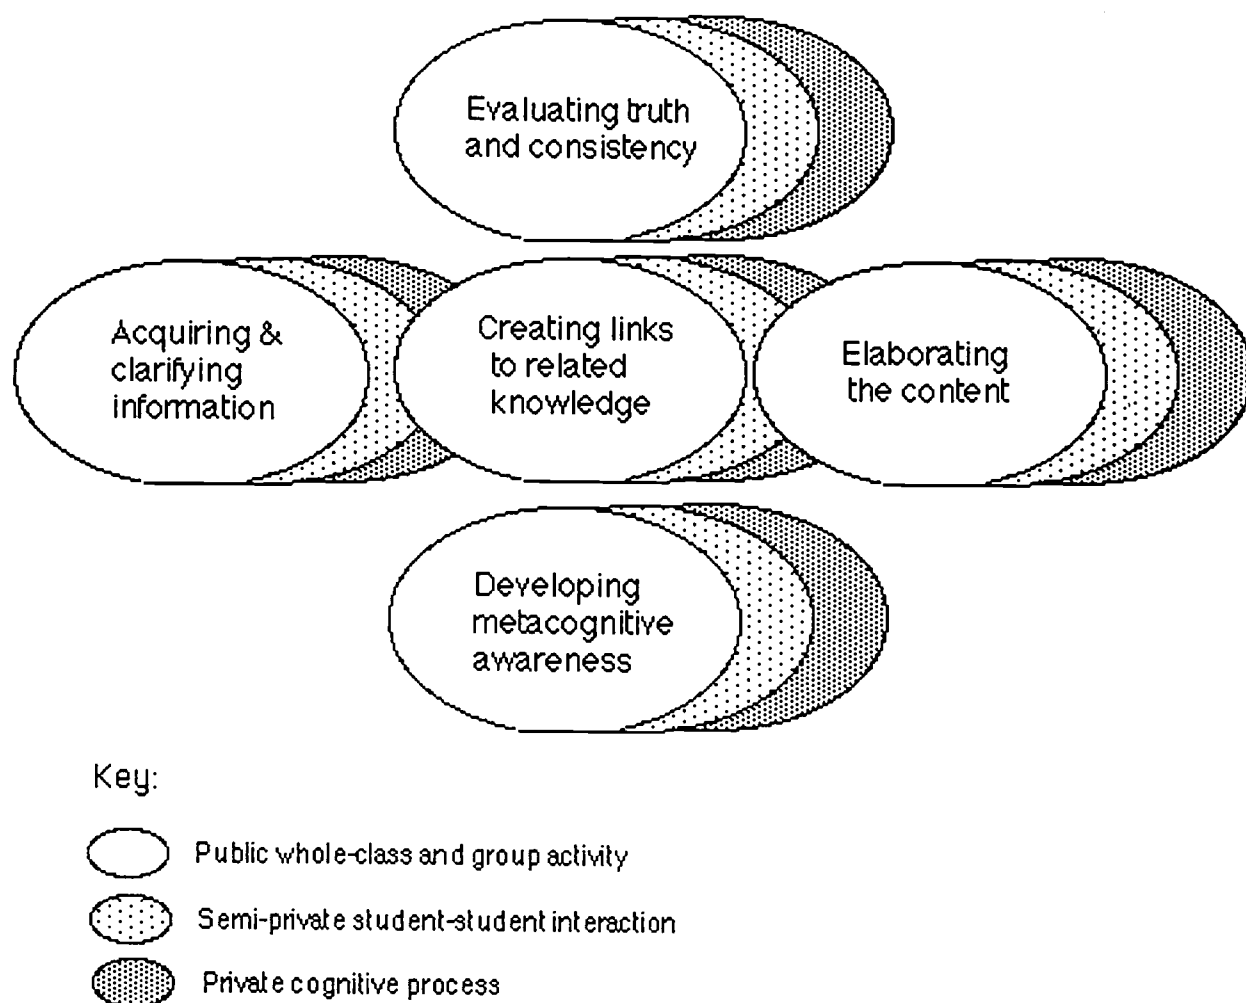 Evaluating truth
and consistency
Acquiring &
clarifying
information
Creating links
to related
knowledge
Elaborating
the content
Developing
metacognitive
awareness
Key:
Public whole-class and group activity
Semi-private student-student interaction
Private cognitive process